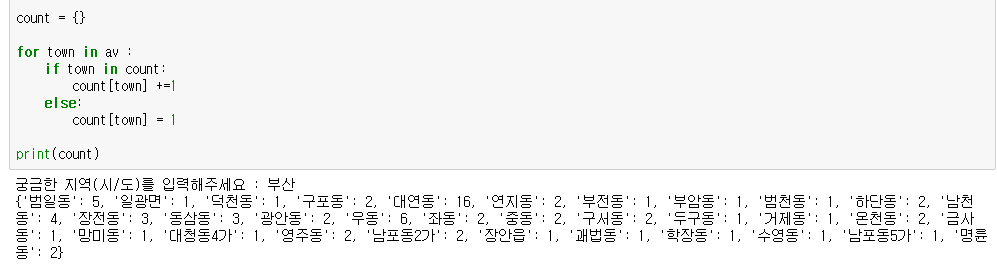 count = {}
for town in av :
if town in count:
count[town] +=1
else:
count[town] = 1
print(count)
궁금한 지역(시/도)를 입력해주세요 : 부산
{'범일동': 5, '일광면': 1, '덕천동': 1, '구포동': 2, '대연동': 16, '연지동': 2, '부전동': 1, '부암동': 1, '범천동': 1, '하단동': 2, '남천
동': 4, '장전동': 3, '동삼동': 3, '광안동': 2, '우동': 6, '좌동': 2, '중동': 2, '구서동': 2, '두구동': 1, '거제동': 1, '온천동': 2, '금사
동': 1, '망미동': 1, '대청동4가': 1, '영주동': 2, '남포동2가': 2, '장안읍': 1, '괘법동': 1, '학장동': 1, '수영동': 1, '남포동5가': 1, '명륜
동': 2}